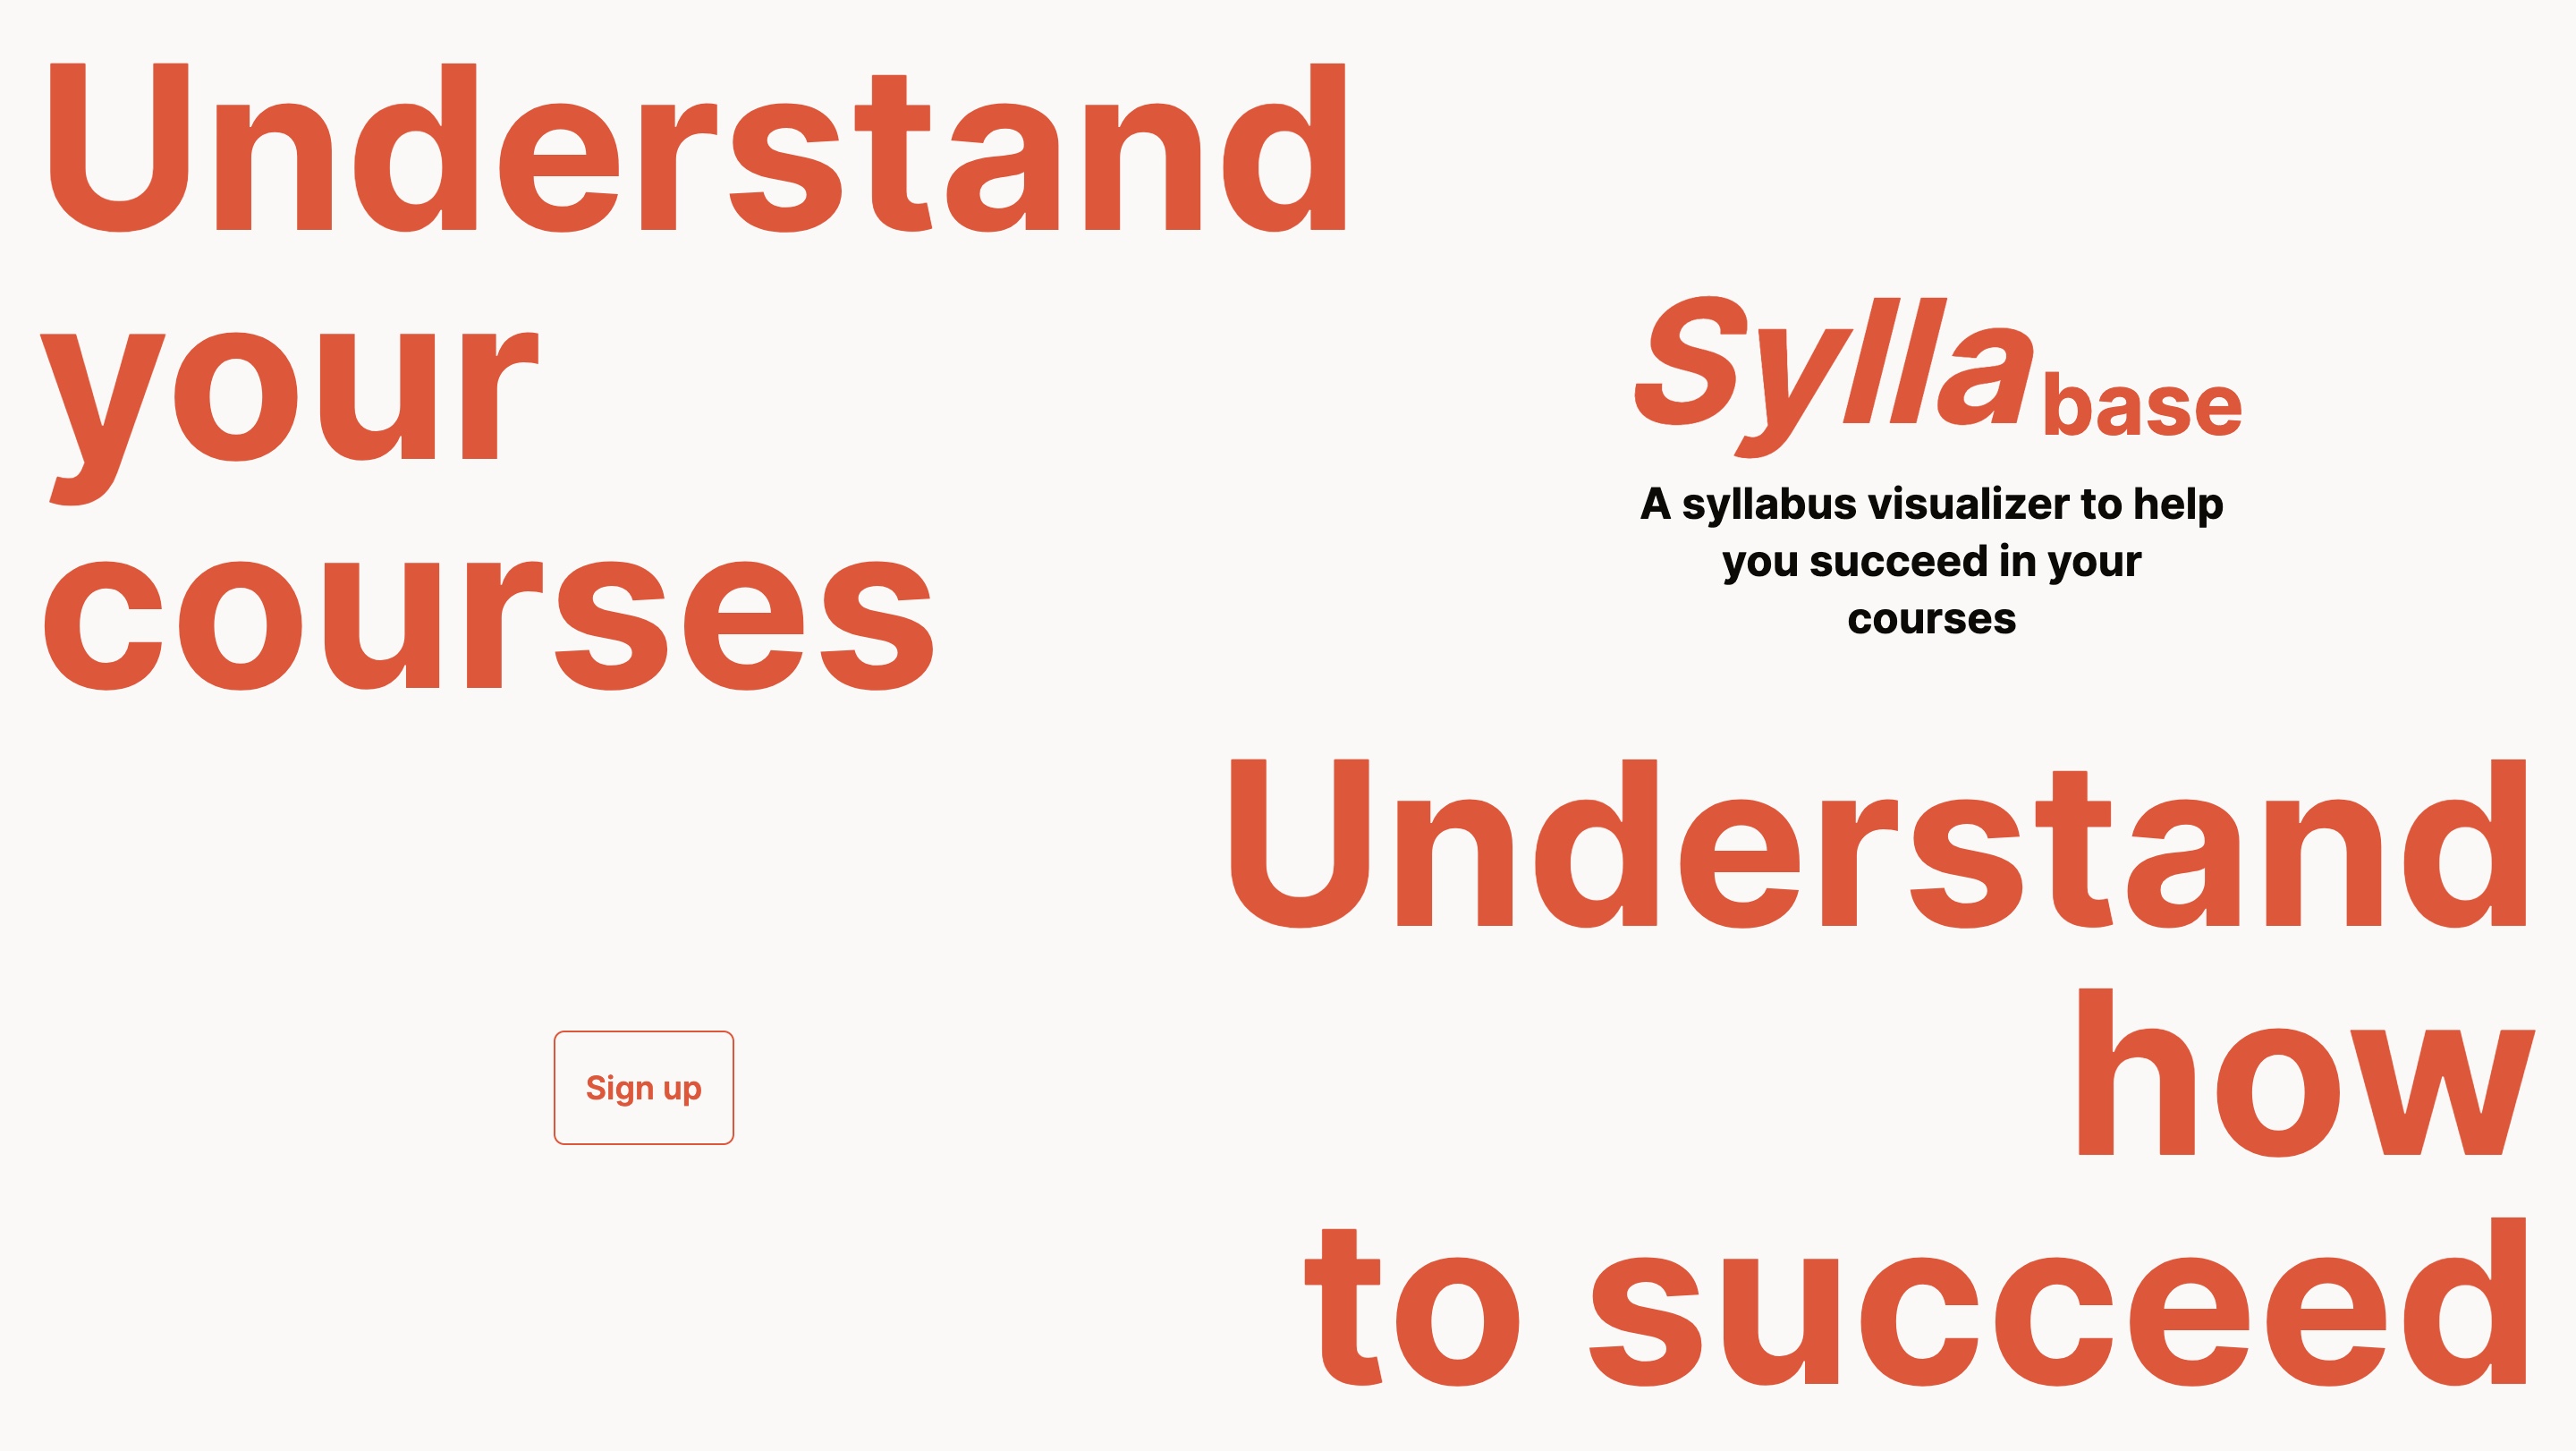 Understand
your
courses
Syllabase
A syllabus visualizer to help
you succeed in your
courses
Understand
how
to succeed
Sign up